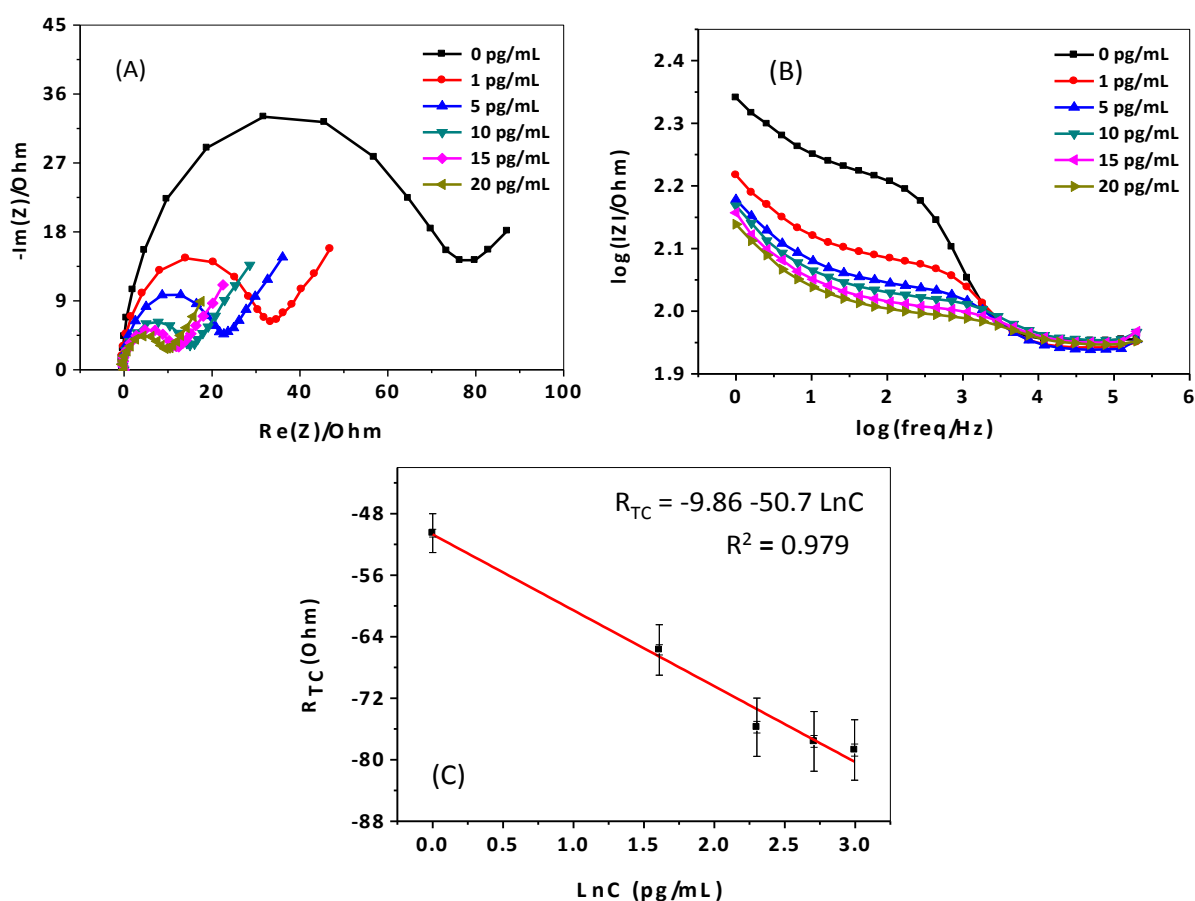 (A)
45
36
27
18
9
0
-Im(Z)/Ohm
0 pg/mL
1 pg/mL
5 pg/mL
10 pg/mL
15 pg/mL
20 pg/mL
0 20 40 60 80 100
Re(Z)/Ohm
(B)
2.4
2.3
2.2
2.1
2.0
1.9
log(IZI/Ohm)
0 pg/mL
1 pg/mL
5 pg/mL
10 pg/mL
15 pg/mL
20 pg/mL
0 1 2 3 4 5 6
log(freq/Hz)
R_TC = -9.86 -50.7 LnC
R² = 0.979
-48
-56
-64
-72
-80
-88
R_TC(Ohm)
(C)
0.0 0.5 1.0 1.5 2.0 2.5 3.0
LnC (pg/mL)